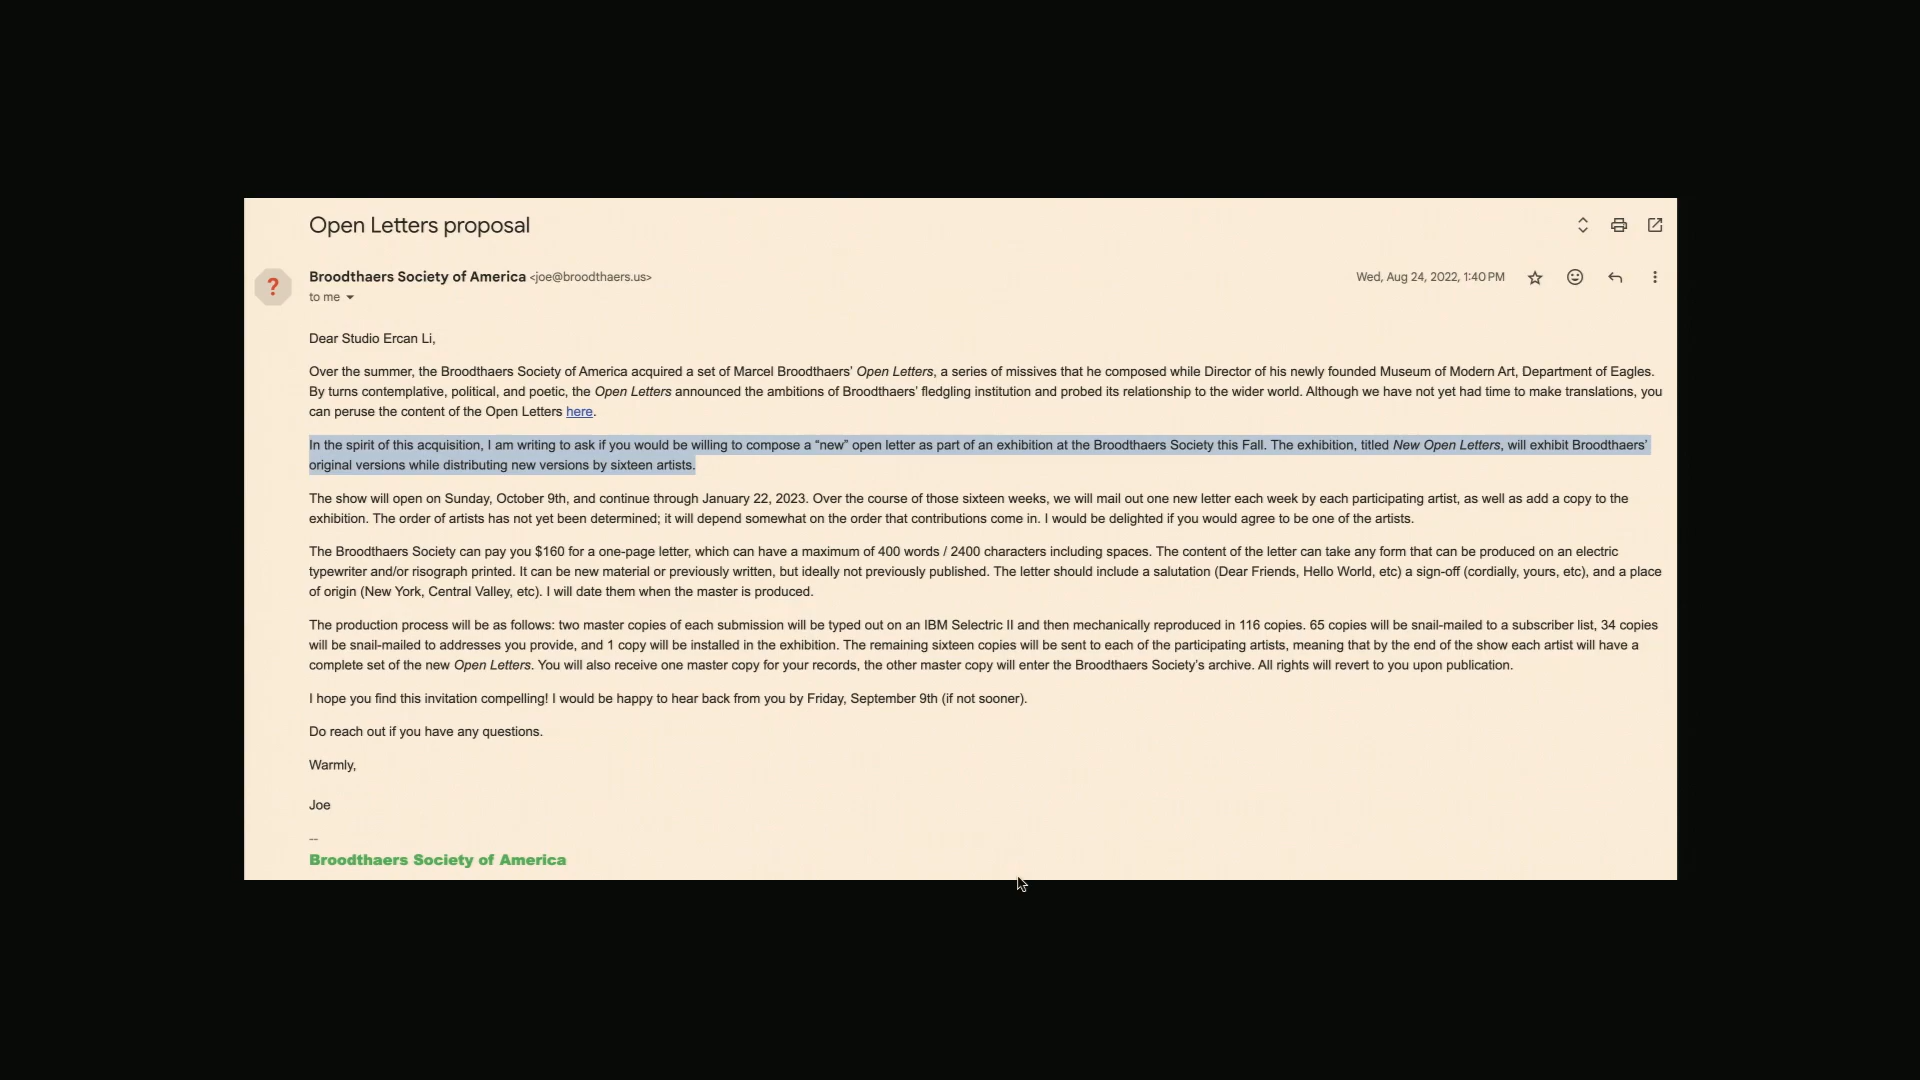 Open Letters proposal
Broodthaers Society of America <joe@broodthaers.us>
Wed, Aug 24, 2022, 1:40 PM
to me
Dear Studio Ercan Li,
Over the summer, the Broodthaers Society of America acquired a set of Marcel Broodthaers’ Open Letters, a series of missives that he composed while Director of his newly founded Museum of Modern Art, Department of Eagles.
By turns contemplative, political, and poetic, the Open Letters announced the ambitions of Broodthaers’ fledgling institution and probed its relationship to the wider world. Although we have not yet had time to make translations, you
can peruse the content of the Open Letters here.
In the spirit of this acquisition, I am writing to ask if you would be willing to compose a “new” open letter as part of an exhibition at the Broodthaers Society this Fall. The exhibition, titled New Open Letters, will exhibit Broodthaers’
original versions while distributing new versions by sixteen artists.
The show will open on Sunday, October 9th, and continue through January 22, 2023. Over the course of those sixteen weeks, we will mail out one new letter each week by each participating artist, as well as add a copy to the
exhibition. The order of artists has not yet been determined; it will depend somewhat on the order that contributions come in. I would be delighted if you would agree to be one of the artists.
The Broodthaers Society can pay you $160 for a one-page letter, which can have a maximum of 400 words / 2400 characters including spaces. The content of the letter can take any form that can be produced on an electric
typewriter and/or risograph printed. It can be new material or previously written, but ideally not previously published. The letter should include a salutation (Dear Friends, Hello World, etc) a sign-off (cordially, yours, etc), and a place
of origin (New York, Central Valley, etc). I will date them when the master is produced.
The production process will be as follows: two master copies of each submission will be typed out on an IBM Selectric II and then mechanically reproduced in 116 copies. 65 copies will be snail-mailed to a subscriber list, 34 copies
will be snail-mailed to addresses you provide, and 1 copy will be installed in the exhibition. The remaining sixteen copies will be sent to each of the participating artists, meaning that by the end of the show each artist will have a
complete set of the new Open Letters. You will also receive one master copy for your records, the other master copy will enter the Broodthaers Society’s archive. All rights will revert to you upon publication.
I hope you find this invitation compelling! I would be happy to hear back from you by Friday, September 9th (if not sooner).
Do reach out if you have any questions.
Warmly,
Joe
--
Broodthaers Society of America